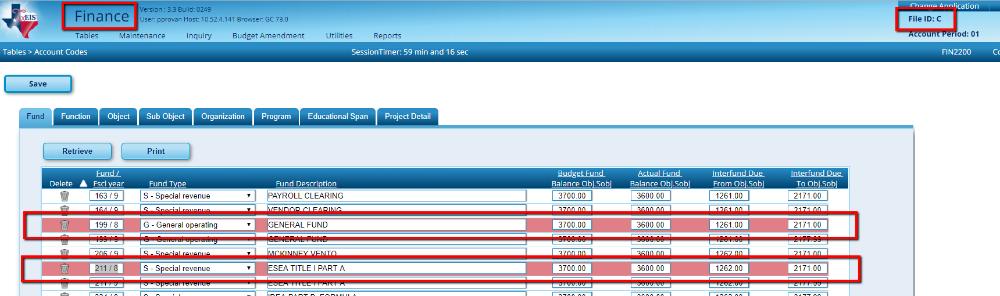 TxEIS
Finance
Version : 3.3 Build: 0249
User: pprovan Host: 10.52.4.141 Browser: GC 73.0
Change Application
File ID: C
Account Period: 01
Tables Maintenance Inquiry Budget Amendment Utilities Reports
Tables > Account Codes SessionTimer: 59 min and 16 sec FIN2200 Co
Save
Fund Function Object Sub Object Organization Program Educational Span Project Detail
Retrieve Print
Fund / Budget Fund Actual Fund Interfund Due Interfund Due
Delete Fscl year Fund Type Fund Description Balance Obj.Sobj Balance Obj.Sobj From Obj.Sobj To Obj.Sobj
163 / 9 S - Special revenue PAYROLL CLEARING 3700.00 3600.00 1261.00 2171.00
164 / 9 S - Special revenue VENDOR CLEARING 3700.00 3600.00 1261.00 2171.00
199 / 8 G - General operating GENERAL FUND 3700.00 3600.00 1261.00 2171.00
199 / 9 G - General operating GENERAL FUND 3700.00 3600.00 1261.00 2177.99
206 / 9 S - Special revenue MCKINNEY VENTO 3700.00 3600.00 1262.00 2171.00
211 / 8 S - Special revenue ESEA TITLE I PART A 3700.00 3600.00 1262.00 2171.00
211 / 9 S - Special revenue ESEA TITLE I PART A 3700.00 3600.00 1262.00 2177.99
S - Special revenue IDEA PART B, FORMULA 3700.00 3600.00 2177.99